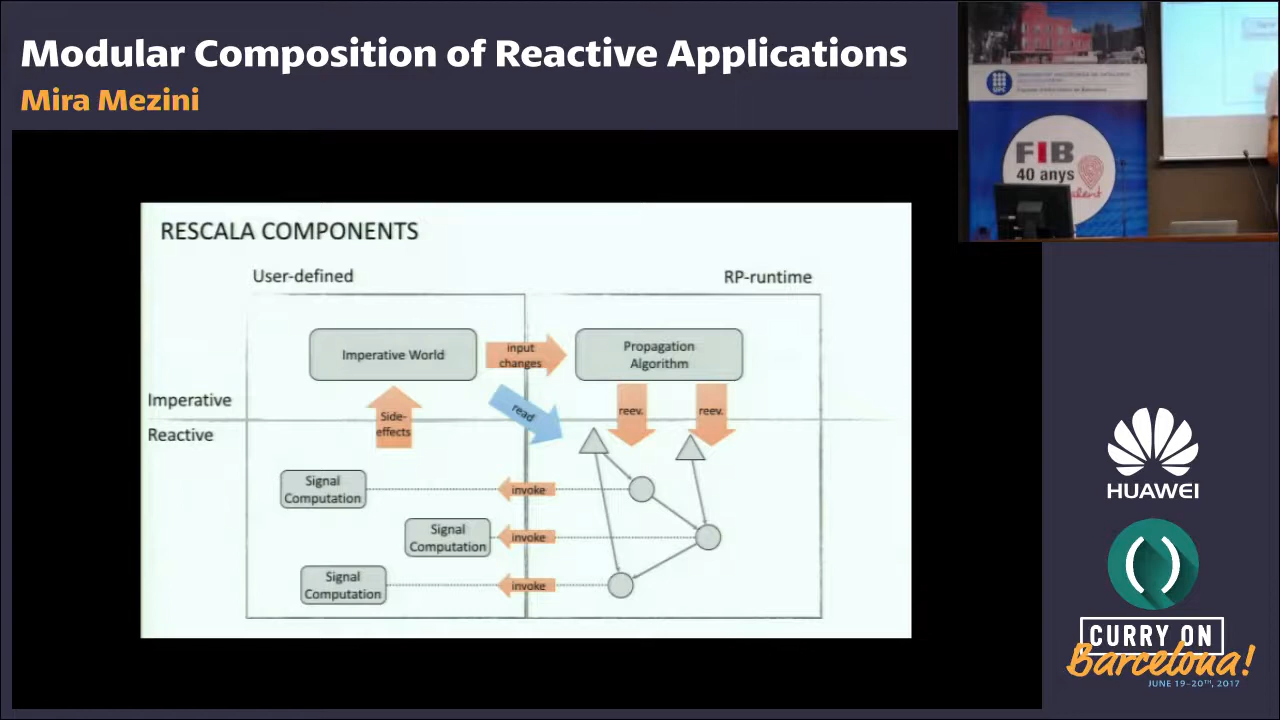 Modular Composition of Reactive Applications
Mira Mezini
UPC
FIB
40 anys
RESCALA COMPONENTS
User-defined
RP-runtime
Imperative World
input
changes
Propagation
Algorithm
Imperative
Reactive
Side-
effects
read
reev.
reev.
Signal
Computation
invoke
Signal
Computation
invoke
Signal
Computation
invoke
HUAWEI
CURRY ON
Barcelona!
JUNE 19-20TH, 2017